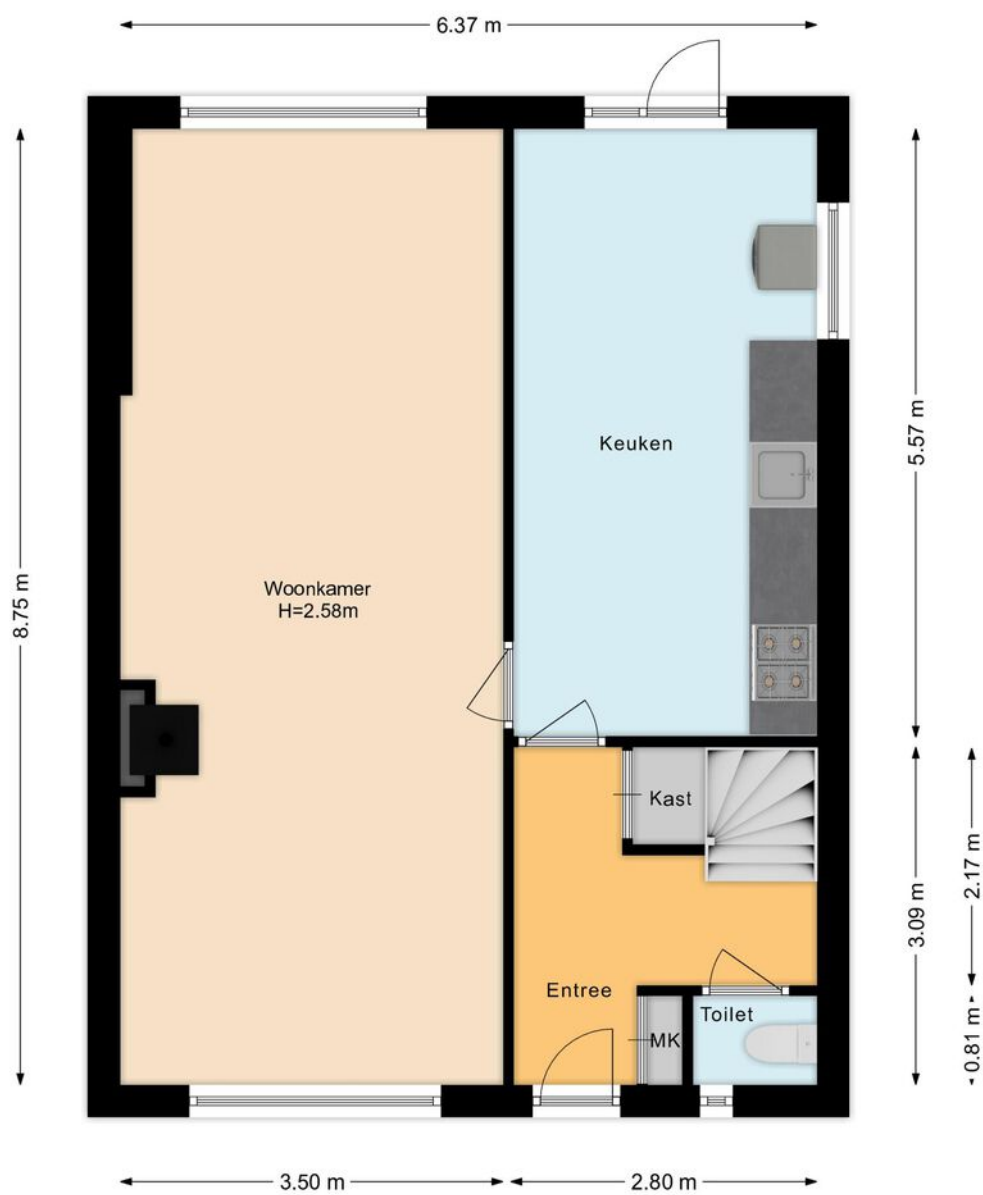 6.37 m
Keuken
5.57 m
8.75 m
Woonkamer
H=2.58m
Kast
2.17 m
3.09 m
Entree
Toilet
MK
0.81 m
3.50 m
2.80 m